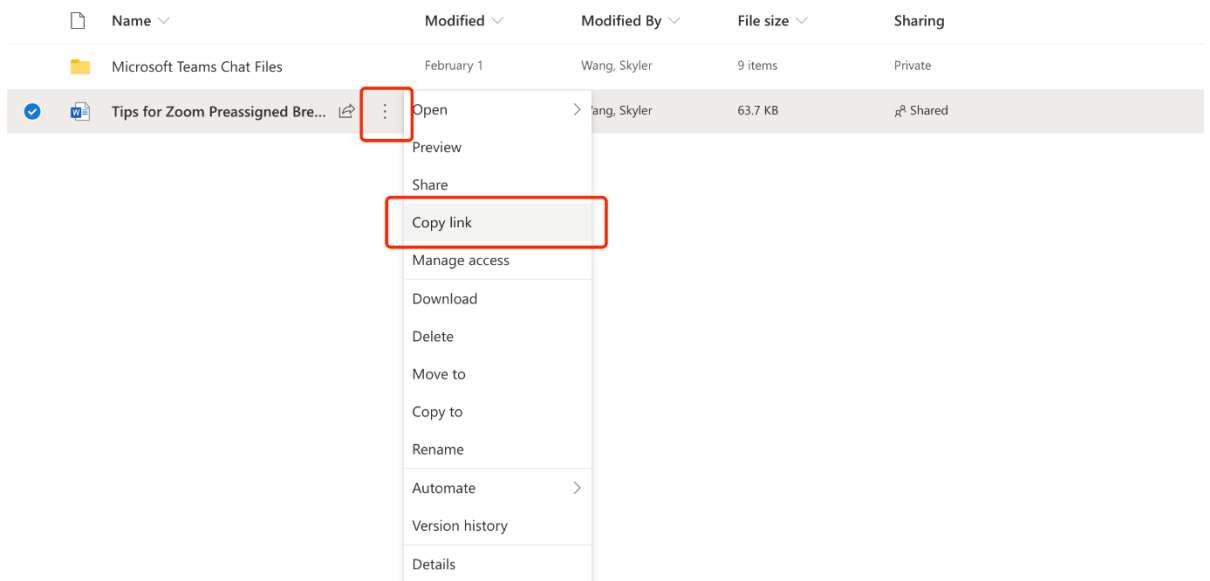 Name Modified Modified By File size Sharing
Microsoft Teams Chat Files February 1 Wang, Skyler 9 items Private
Tips for Zoom Preassigned Bre... Open ang, Skyler 63.7 KB Shared
Preview
Share
Copy link
Manage access
Download
Delete
Move to
Copy to
Rename
Automate
Version history
Details